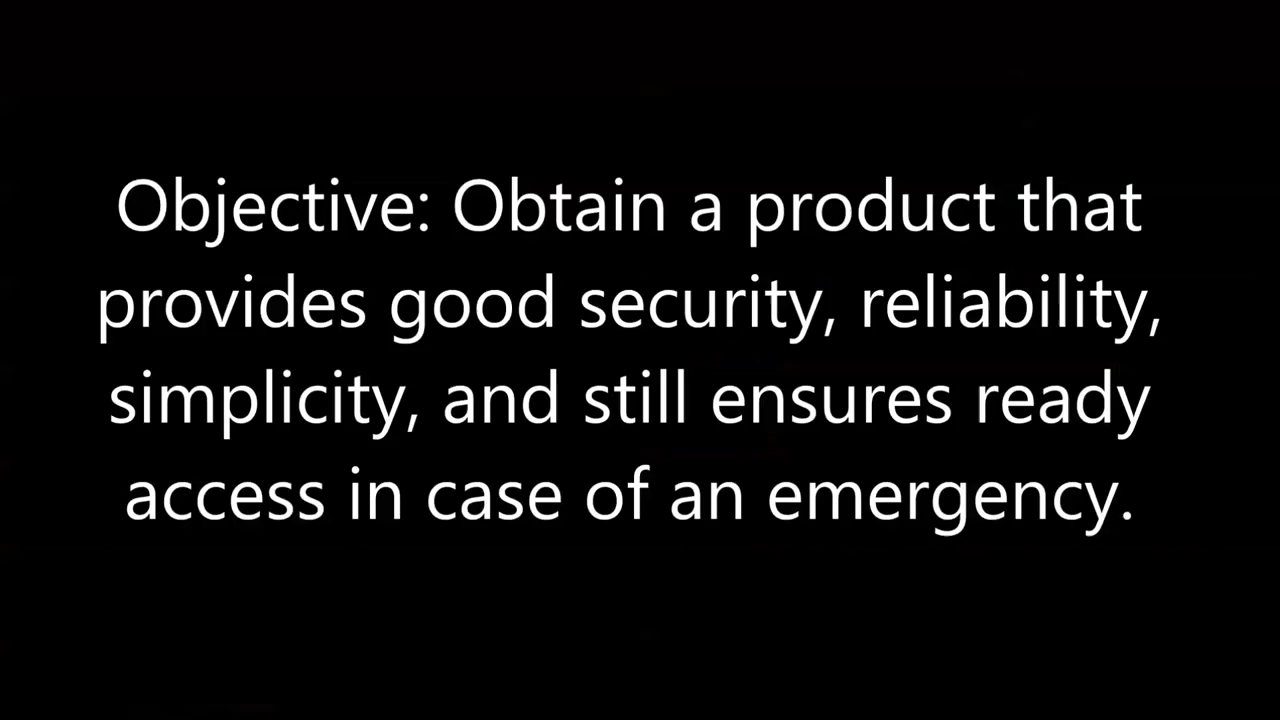 Objective: Obtain a product that
provides good security, reliability,
simplicity, and still ensures ready
access in case of an emergency.